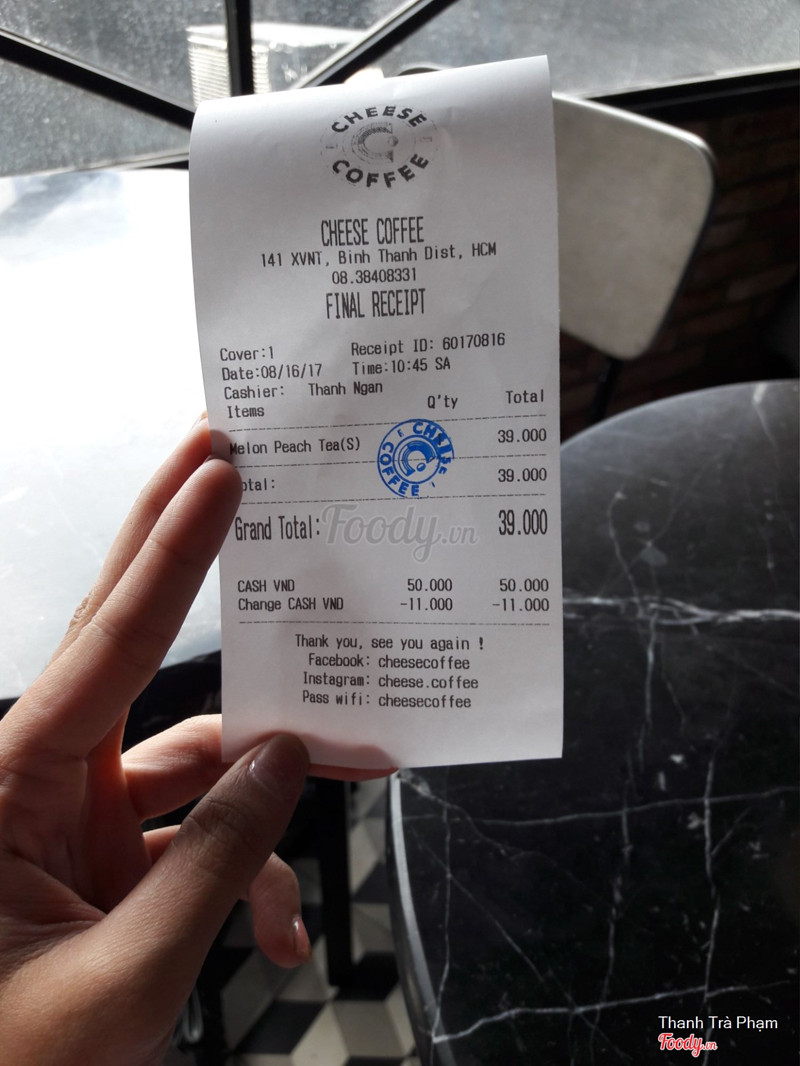 CHEESE
COFFEE
CHEESE COFFEE
141 XVNT, Binh Thanh Dist, HCM
08.38408331
FINAL RECEIPT
Cover:1 Receipt ID: 60170816
Date:08/16/17 Time:10:45 SA
Cashier: Thanh Ngan
Items Q'ty Total
Melon Peach Tea(S) 39.000
CHEESE COFFEE
otal: 39.000
Grand Total: 39.000
Foody.vn
CASH VND 50.000 50.000
Change CASH VND -11.000 -11.000
Thank you, see you again !
Facebook: cheesecoffee
Instagram: cheese.coffee
Pass wifi: cheesecoffee
Thanh Trà Phạm
Foody.vn